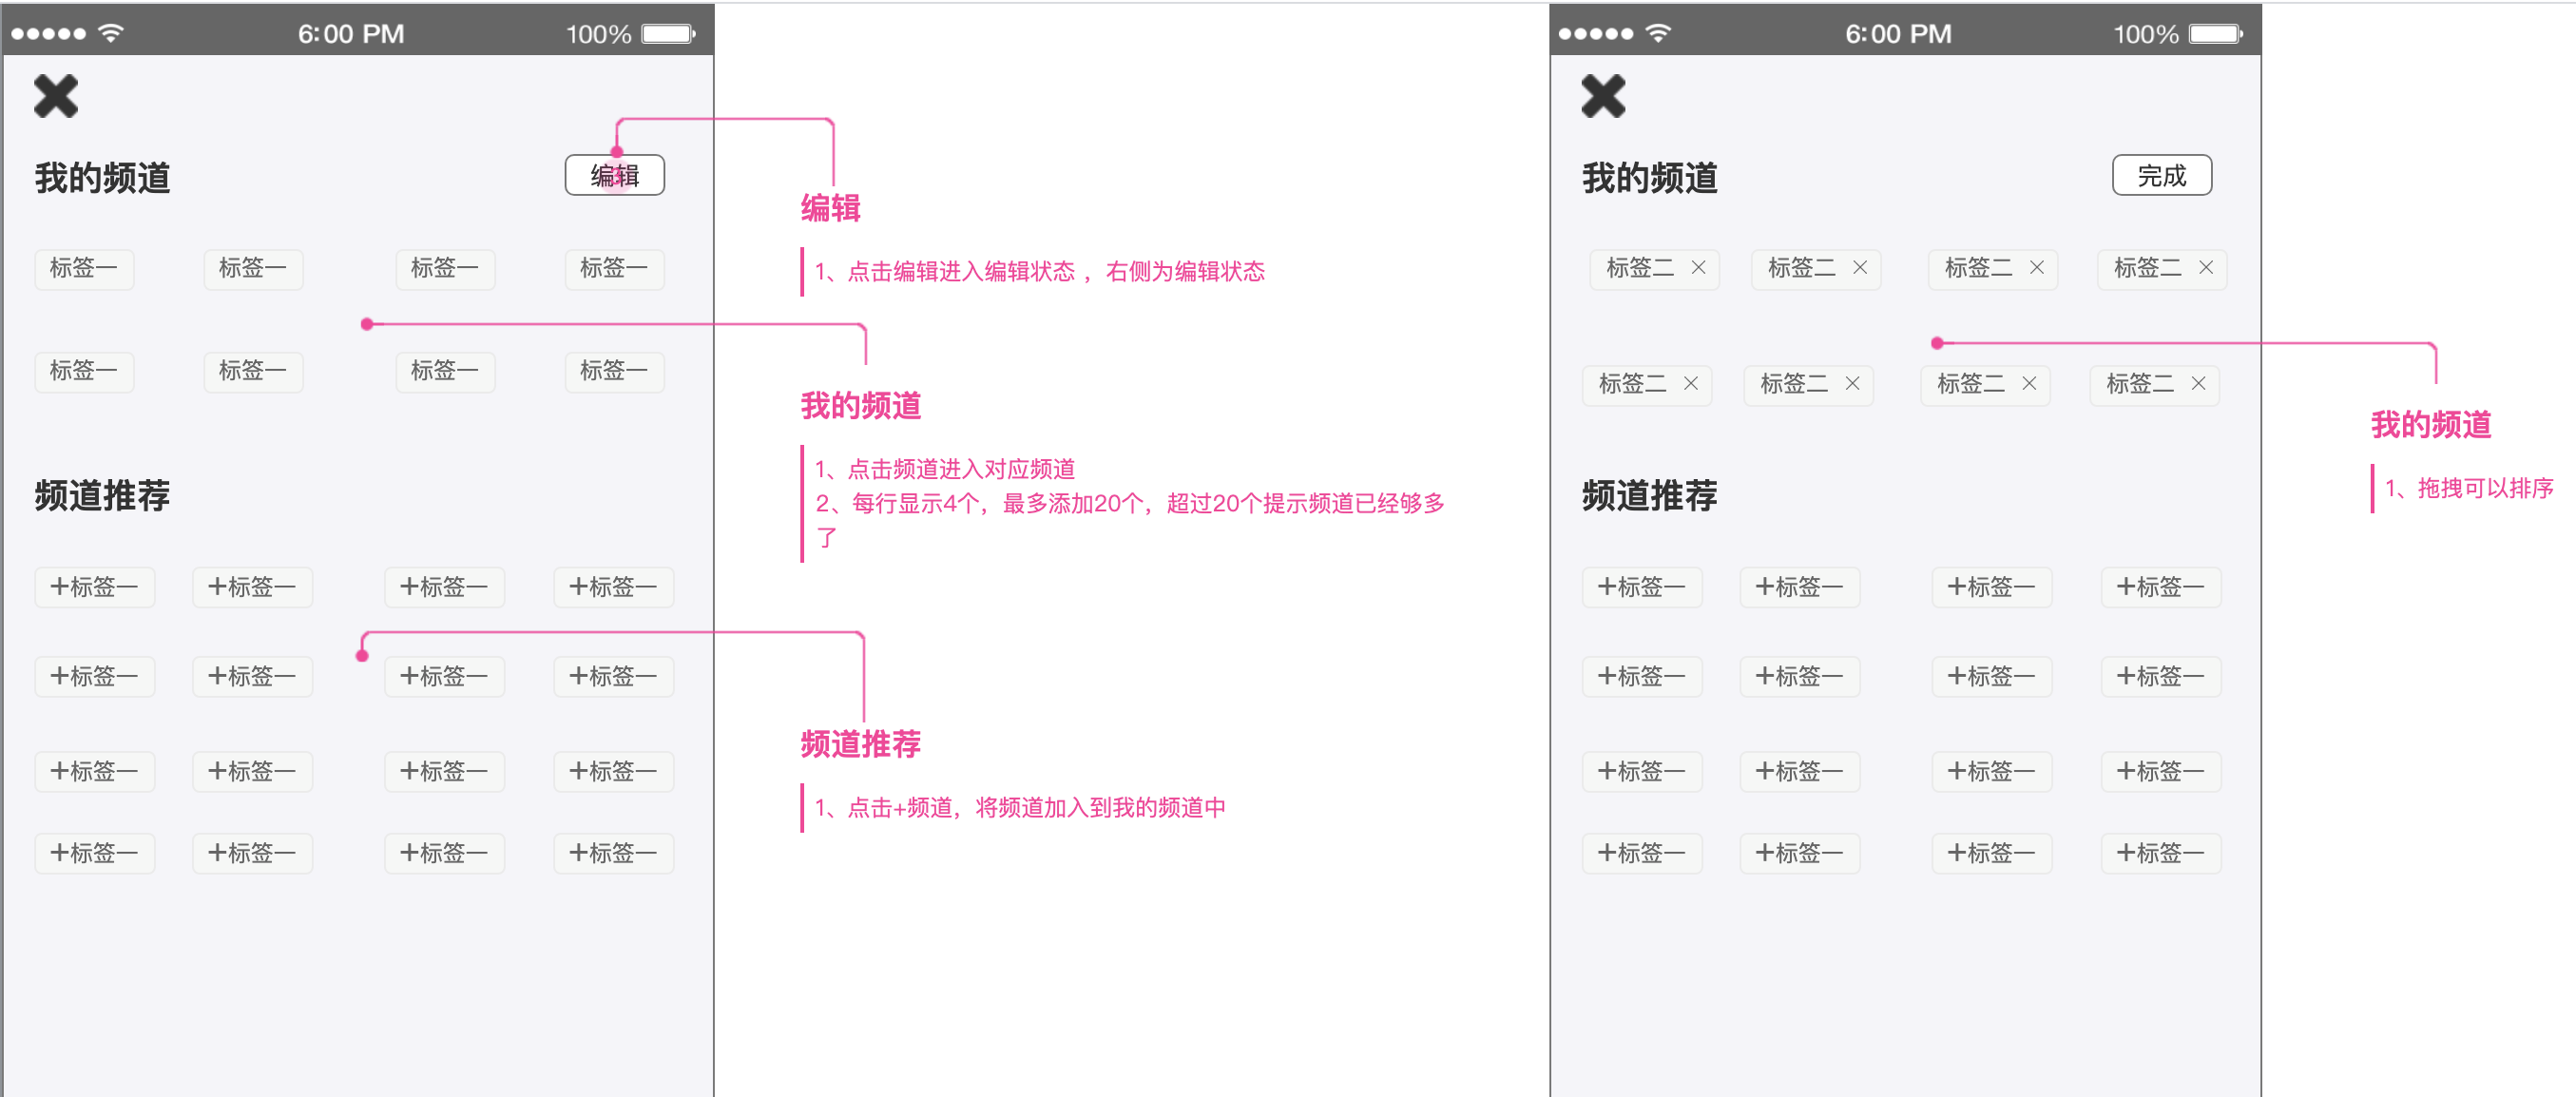 6:00 PM
100%
我的频道
编辑
标签一 标签一 标签一 标签一
标签一 标签一 标签一 标签一
频道推荐
+标签一 +标签一 +标签一 +标签一
+标签一 +标签一 +标签一 +标签一
+标签一 +标签一 +标签一 +标签一
+标签一 +标签一 +标签一 +标签一
编辑
1、点击编辑进入编辑状态 ，右侧为编辑状态
我的频道
1、点击频道进入对应频道
2、每行显示4个，最多添加20个，超过20个提示频道已经够多
了
频道推荐
1、点击+频道，将频道加入到我的频道中
6:00 PM
100%
我的频道
完成
标签二 × 标签二 × 标签二 × 标签二 ×
标签二 × 标签二 × 标签二 × 标签二 ×
频道推荐
+标签一 +标签一 +标签一 +标签一
+标签一 +标签一 +标签一 +标签一
+标签一 +标签一 +标签一 +标签一
+标签一 +标签一 +标签一 +标签一
我的频道
1、拖拽可以排序